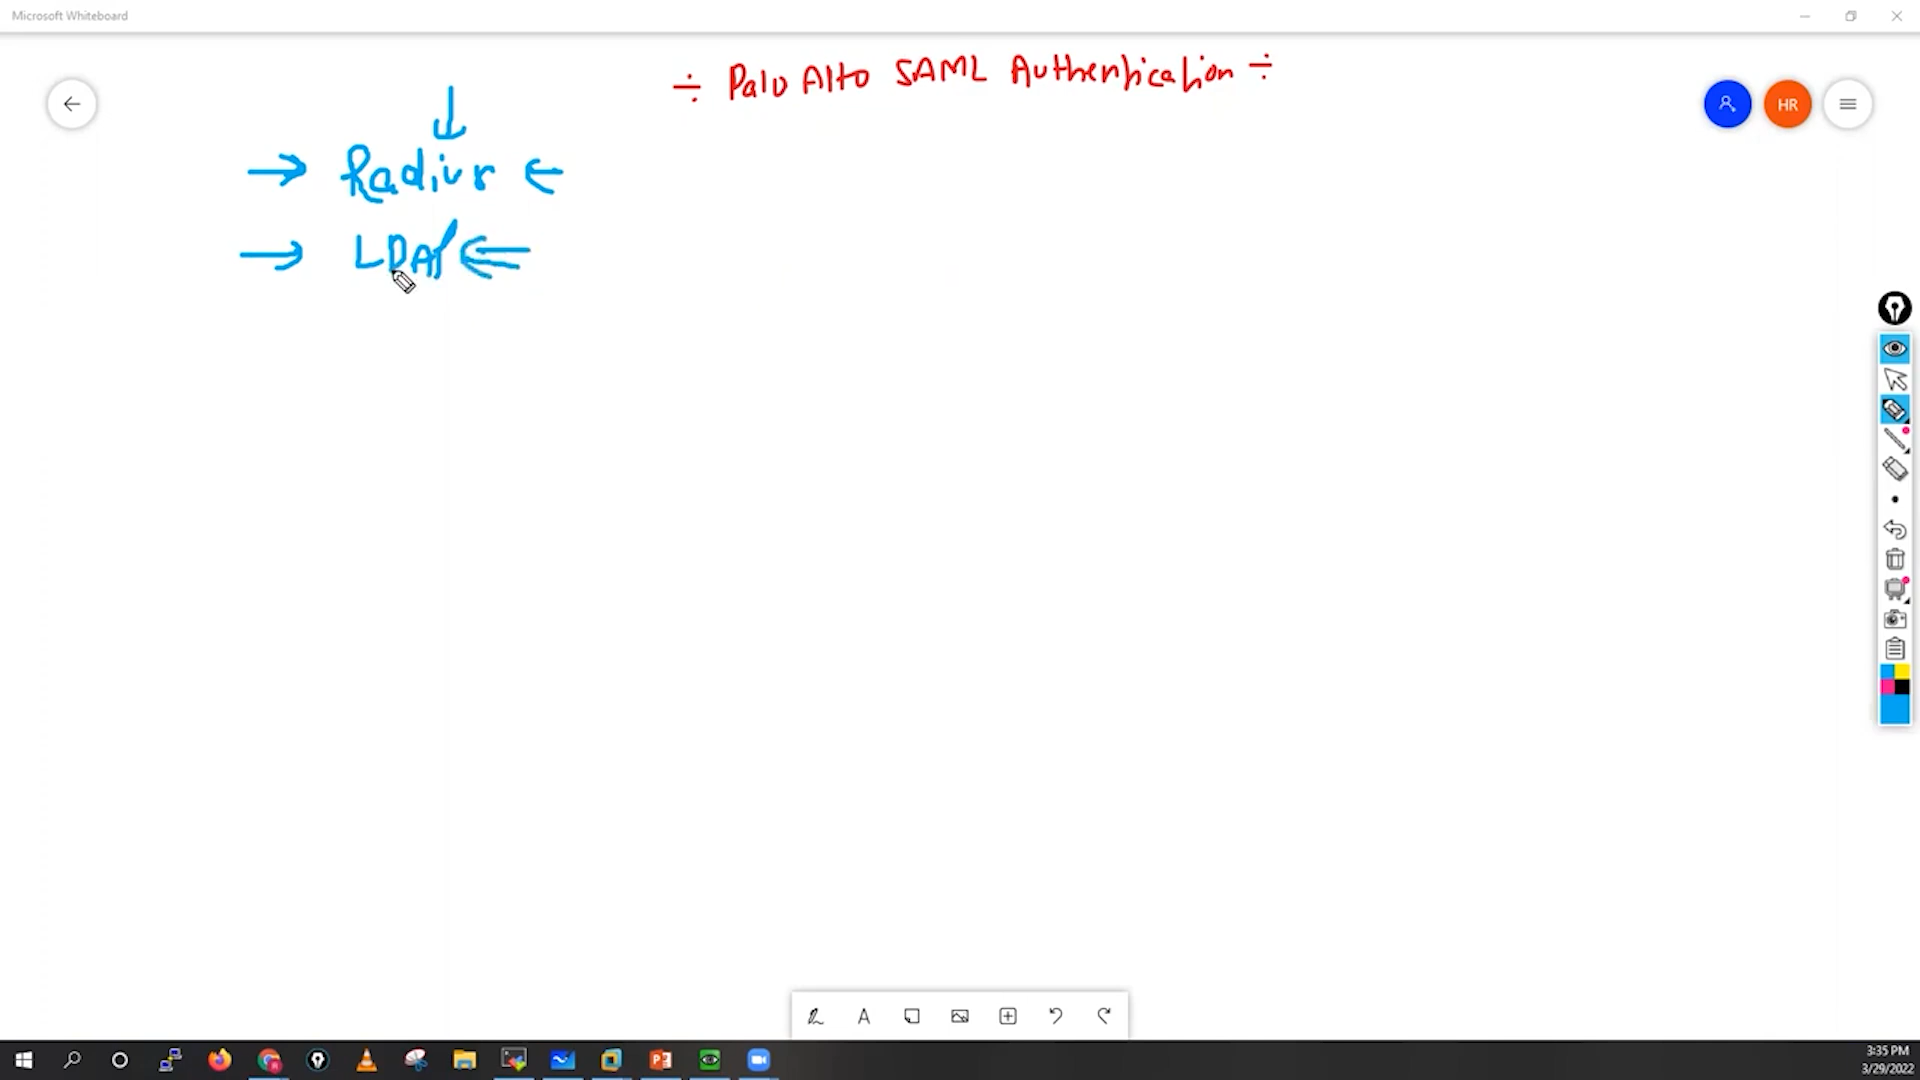 Microsoft Whiteboard
÷ Palo Alto SAML Authentication ÷
HR
→ Radius ←
→ LDAP ←
A
3:35 PM
3/29/2022